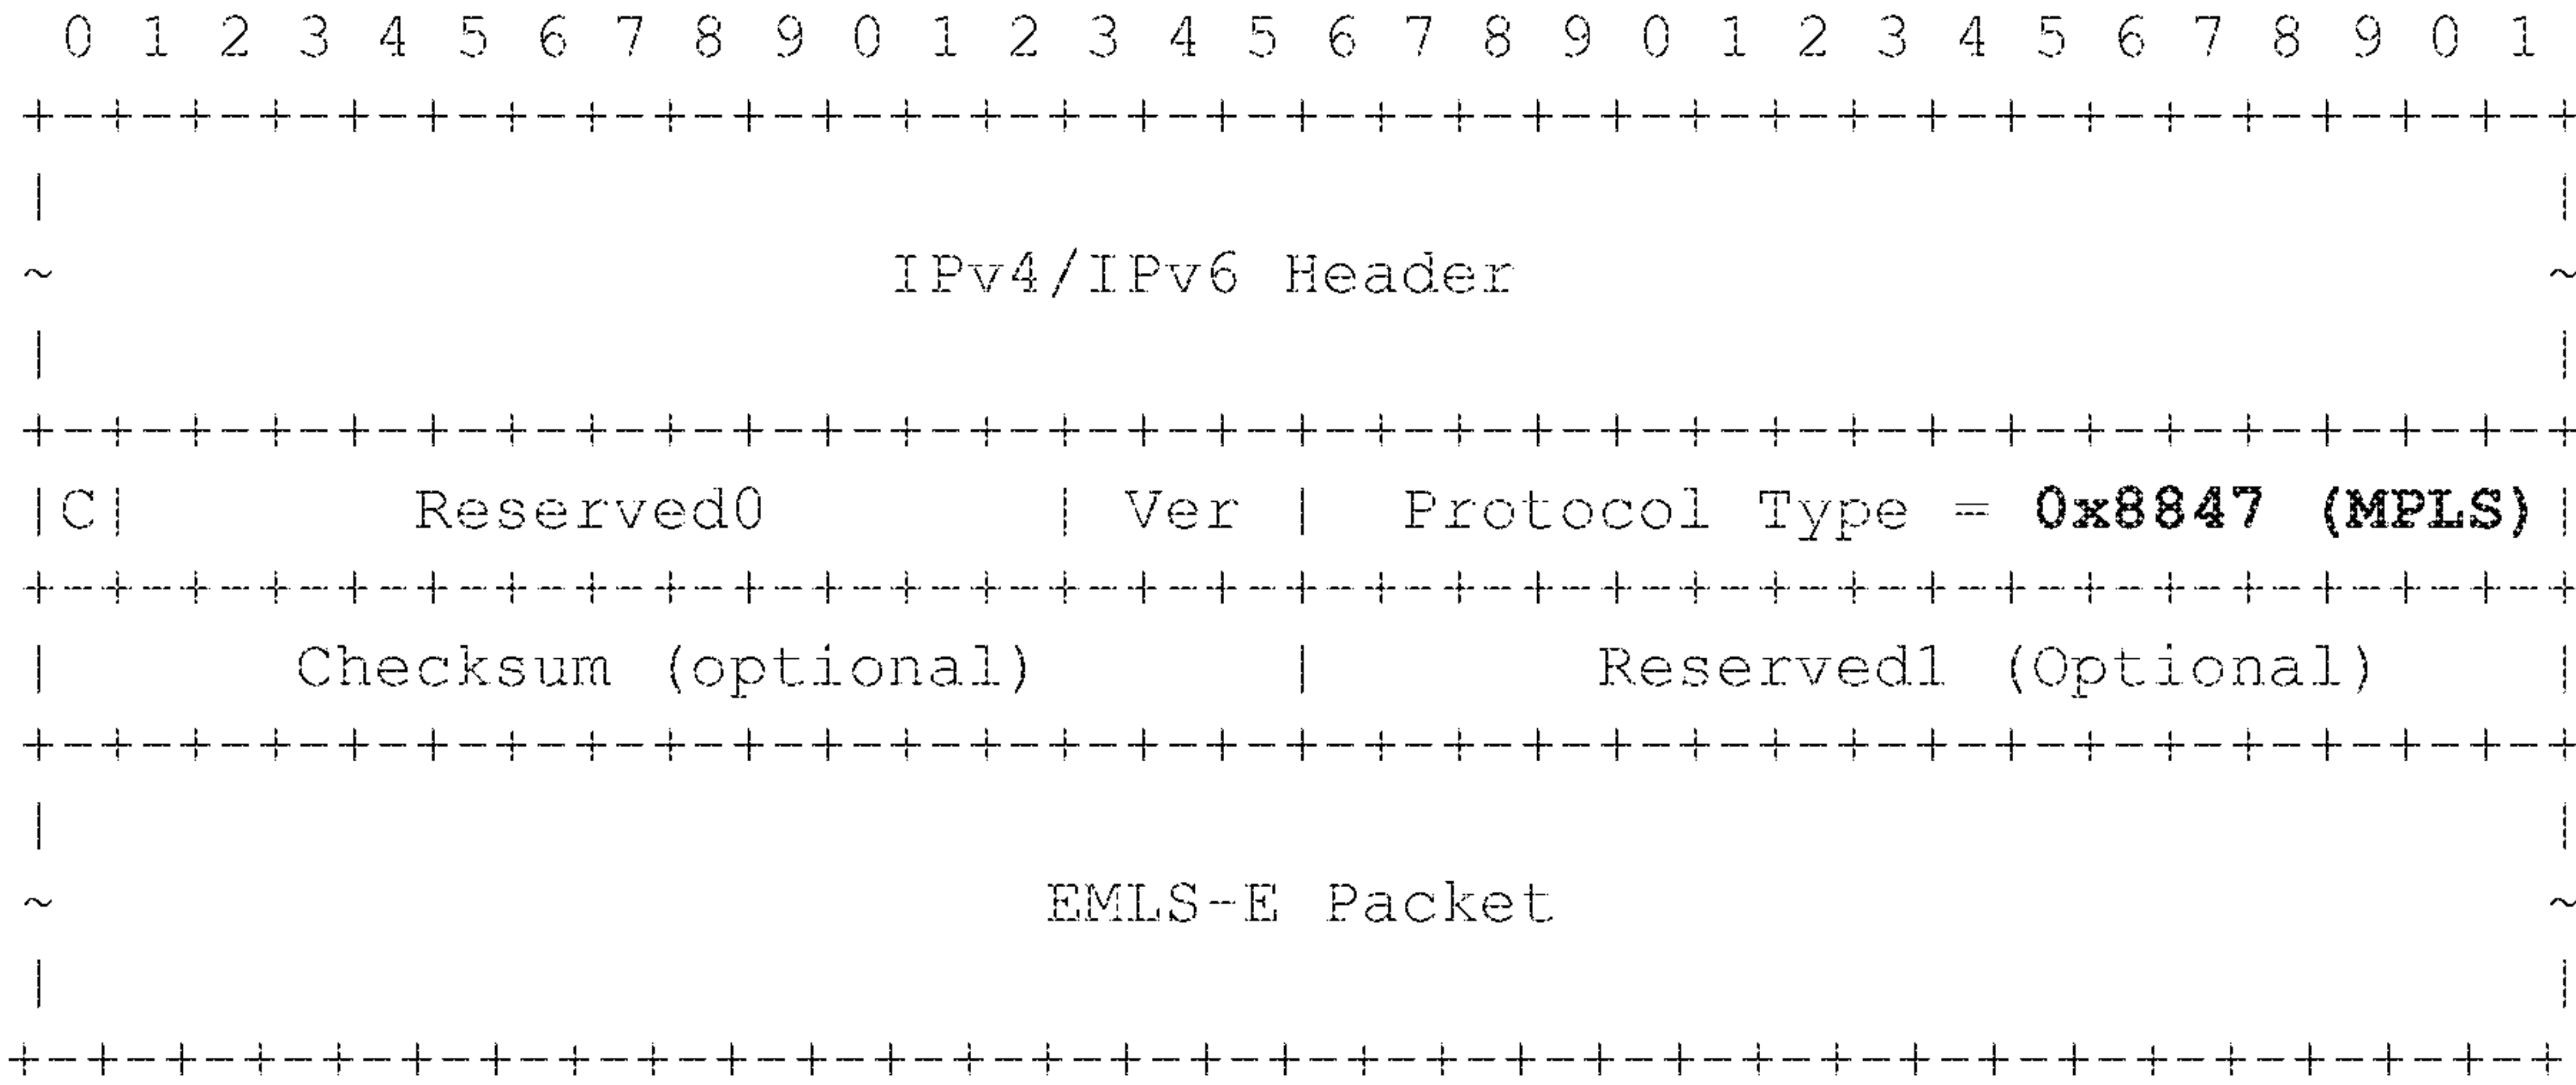 0 1 2 3 4 5 6 7 8 9 0 1 2 3 4 5 6 7 8 9 0 1 2 3 4 5 6 7 8 9 0 1
+-+-+-+-+-+-+-+-+-+-+-+-+-+-+-+-+-+-+-+-+-+-+-+-+-+-+-+-+-+-+-+-+
| |
~ IPv4/IPv6 Header ~
| |
+-+-+-+-+-+-+-+-+-+-+-+-+-+-+-+-+-+-+-+-+-+-+-+-+-+-+-+-+-+-+-+-+
|C| Reserved0 | Ver | Protocol Type = 0x8847 (MPLS)|
+-+-+-+-+-+-+-+-+-+-+-+-+-+-+-+-+-+-+-+-+-+-+-+-+-+-+-+-+-+-+-+-+
| Checksum (optional) | Reserved1 (Optional) |
+-+-+-+-+-+-+-+-+-+-+-+-+-+-+-+-+-+-+-+-+-+-+-+-+-+-+-+-+-+-+-+-+
| |
~ EMLS-E Packet ~
| |
+-+-+-+-+-+-+-+-+-+-+-+-+-+-+-+-+-+-+-+-+-+-+-+-+-+-+-+-+-+-+-+-+